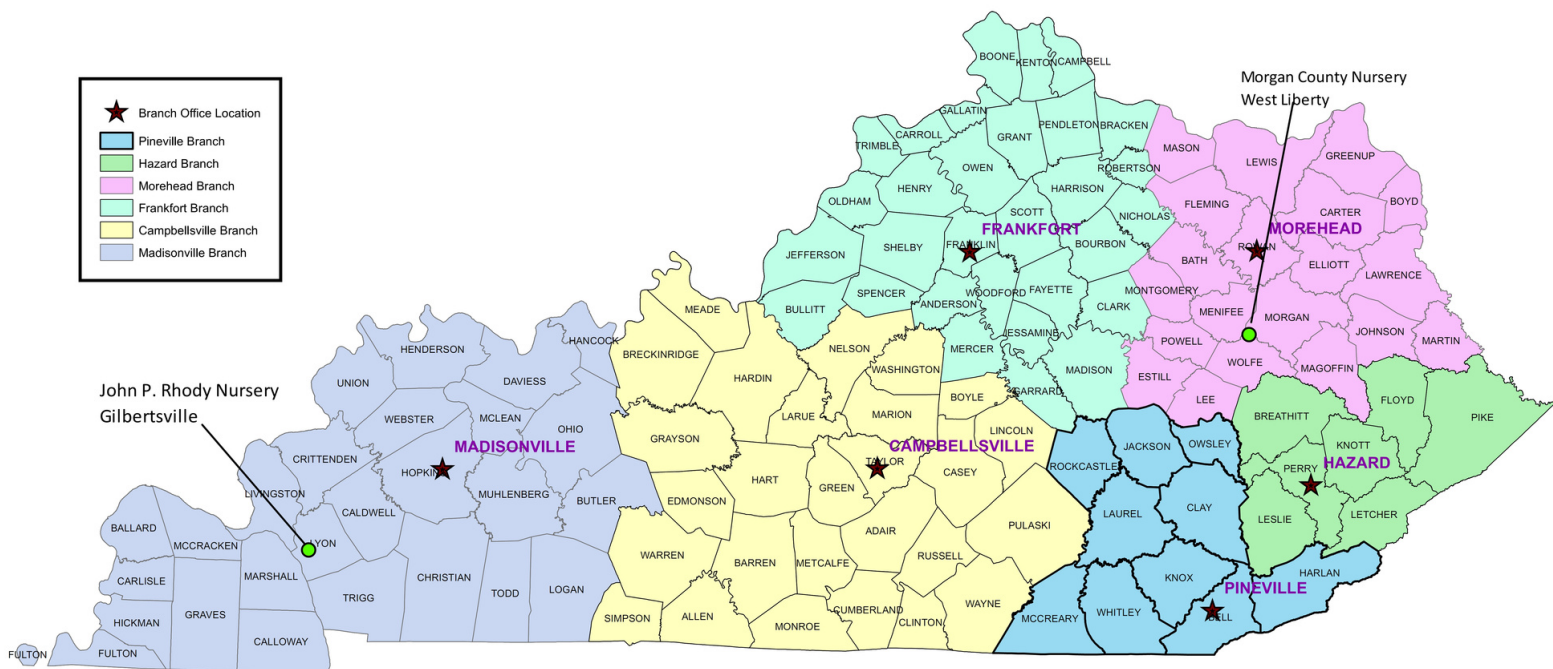 Branch Office Location
Pineville Branch
Hazard Branch
Morehead Branch
Frankfort Branch
Campbellsville Branch
Madisonville Branch
Morgan County Nursery
West Liberty
John P. Rhody Nursery
Gilbertsville
BOONE
KENTON
CAMPBELL
GALLATIN
CARROLL
TRIMBLE
GRANT
PENDLETON
BRACKEN
OWEN
ROBERTSON
HENRY
HARRISON
OLDHAM
SCOTT
NICHOLAS
FRANKFORT
FRANKLIN
SHELBY
JEFFERSON
BOURBON
SPENCER
WOODFORD
FAYETTE
ANDERSON
CLARK
BULLITT
ESSAMINE
MERCER
MADISON
GARRARD
MASON
LEWIS
GREENUP
FLEMING
CARTER
BOYD
MOREHEAD
ROWAN
BATH
ELLIOTT
LAWRENCE
MONTGOMERY
MENIFEE
MORGAN
JOHNSON
MARTIN
POWELL
WOLFE
MAGOFFIN
ESTILL
LEE
MEADE
BRECKINRIDGE
NELSON
WASHINGTON
HARDIN
BOYLE
LARUE
MARION
LINCOLN
GRAYSON
CAMPBELLSVILLE
TAYLOR
CASEY
HART
GREEN
EDMONSON
PULASKI
ADAIR
WARREN
BARREN
METCALFE
RUSSELL
WAYNE
SIMPSON
ALLEN
MONROE
CUMBERLAND
CLINTON
HANCOCK
HENDERSON
UNION
DAVIESS
WEBSTER
MCLEAN
OHIO
MADISONVILLE
CRITTENDEN
HOPKINS
LIVINGSTON
MUHLENBERG
BUTLER
CALDWELL
BALLARD
MCCRACKEN
LYON
CARLISLE
MARSHALL
CHRISTIAN
TODD
LOGAN
TRIGG
HICKMAN
GRAVES
CALLOWAY
FULTON
FULTON
FLOYD
PIKE
BREATHITT
KNOTT
PERRY
HAZARD
LESLIE
LETCHER
JACKSON
OWSLEY
ROCKCASTLE
LAUREL
CLAY
KNOX
HARLAN
PINEVILLE
MCCREARY
WHITLEY
BELL